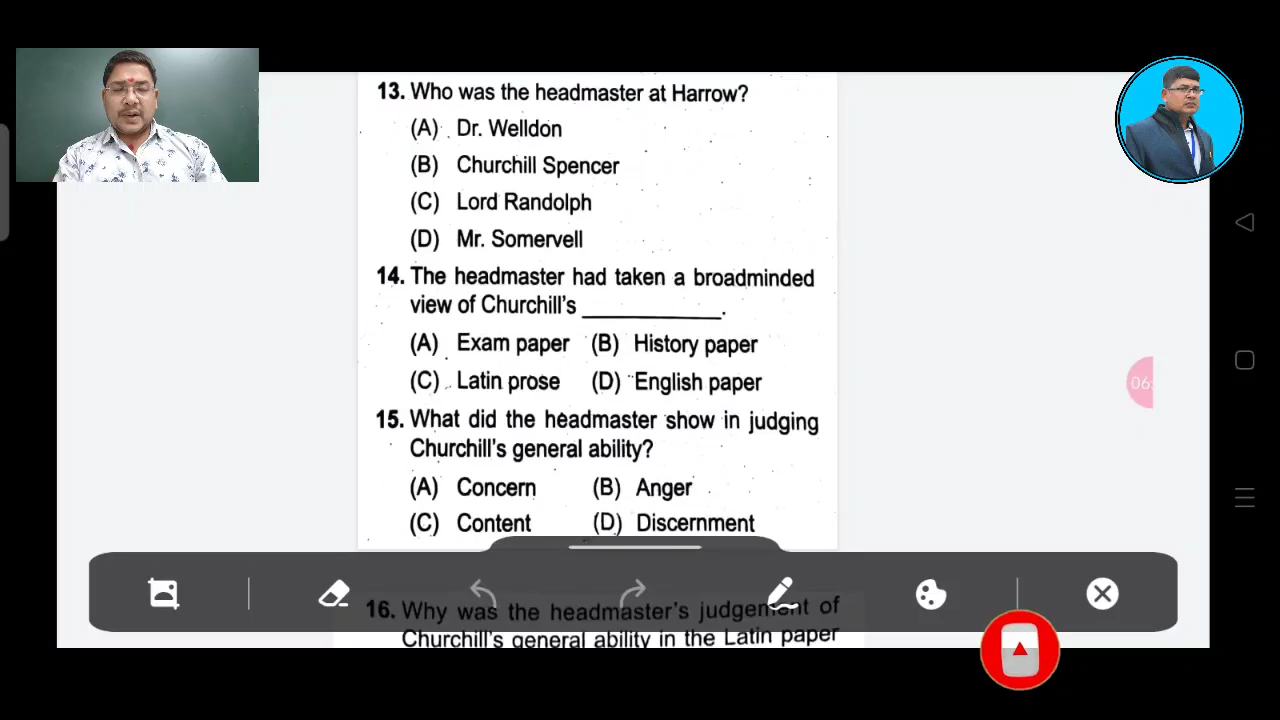 13. Who was the headmaster at Harrow?
(A) Dr. Welldon
(B) Churchill Spencer
(C) Lord Randolph
(D) Mr. Somervell
14. The headmaster had taken a broadminded
view of Churchill's ____________.
(A) Exam paper (B) History paper
(C) Latin prose (D) English paper
15. What did the headmaster show in judging
Churchill's general ability?
(A) Concern (B) Anger
(C) Content (D) Discernment
16. Why was the headmaster's judgement of
Churchill's general ability in the Latin paper
06: